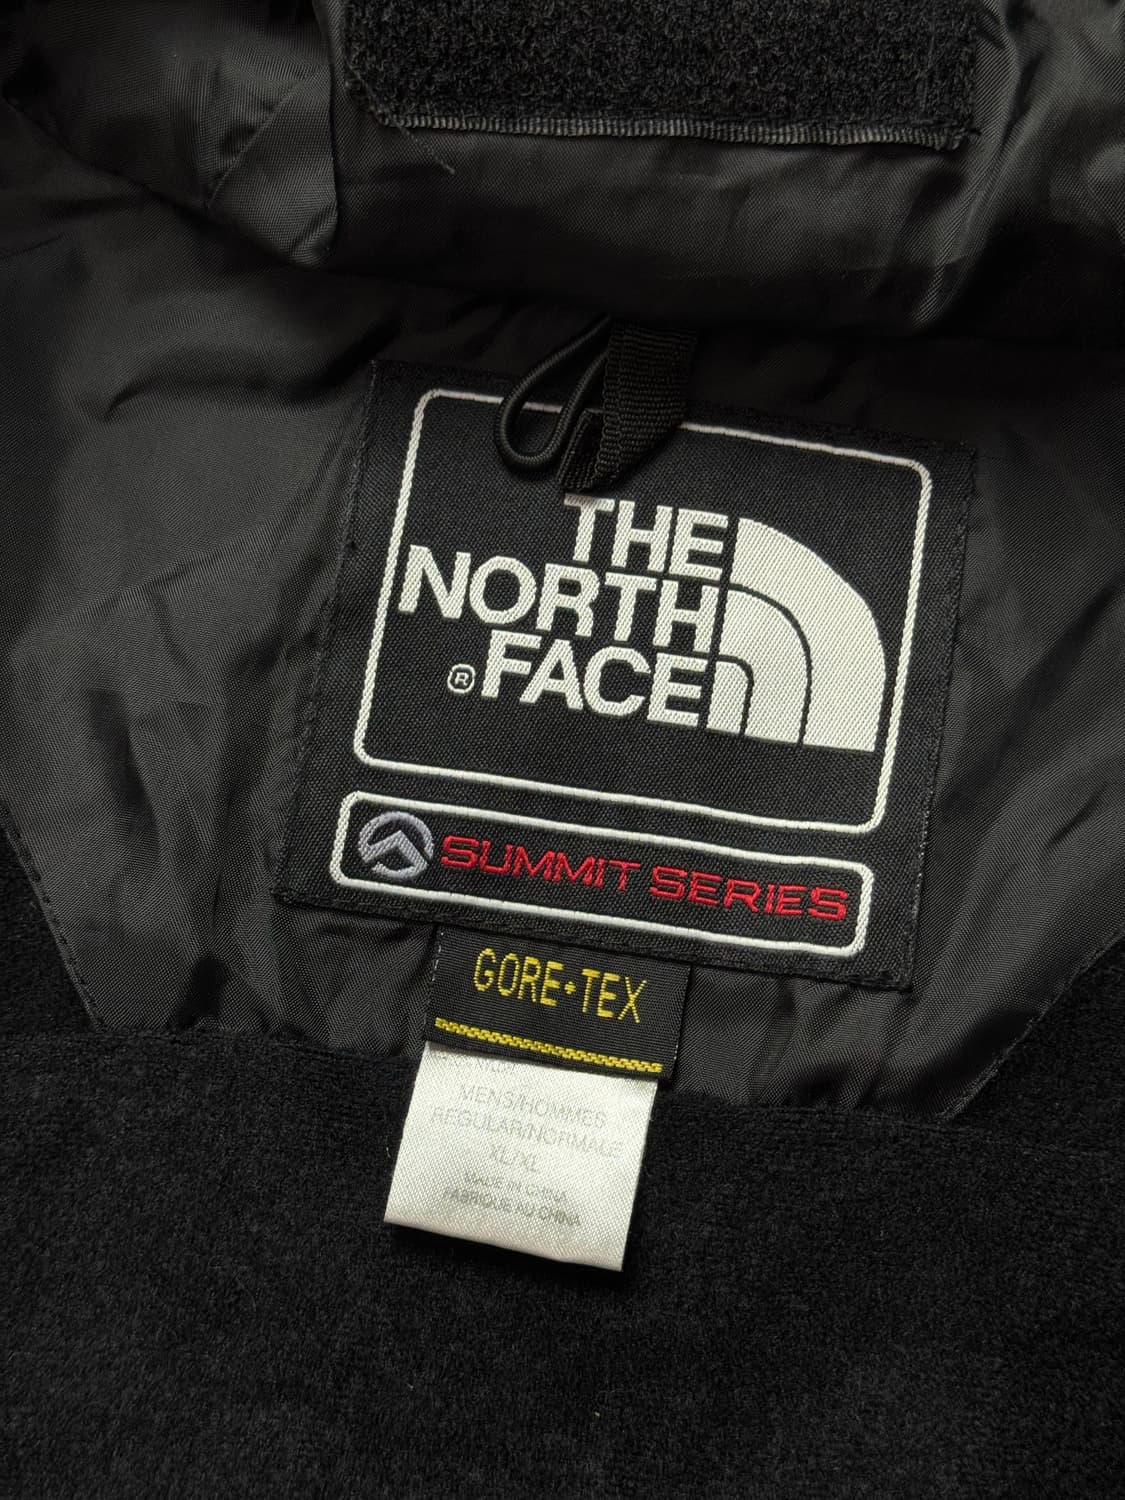 THE
NORTH
® FACE
SUMMIT SERIES
GORE-TEX
MENS/HOMMES
REGULAR/NORMALE
XL/XL
MADE IN CHINA
FABRIQUE AU CHINA